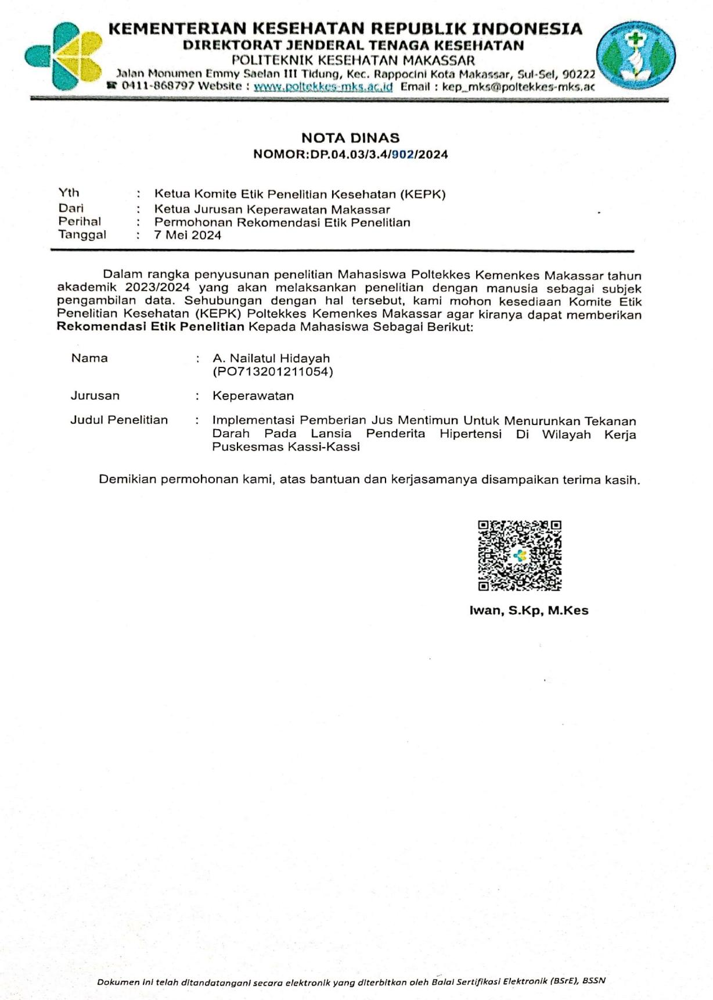 KEMENTERIAN KESEHATAN REPUBLIK INDONESIA
DIREKTORAT JENDERAL TENAGA KESEHATAN
POLITEKNIK KESEHATAN MAKASSAR
Jalan Monumen Emmy Saelan III Tidung, Kec. Rappocini Kota Makassar, Sul-Sel, 90222
☎ 0411-868797 Website : www.poltekkes-mks.ac.id Email : kep_mks@poltekkes-mks.ac
NOTA DINAS
NOMOR:DP.04.03/3.4/902/2024
Yth : Ketua Komite Etik Penelitian Kesehatan (KEPK)
Dari : Ketua Jurusan Keperawatan Makassar
Perihal : Permohonan Rekomendasi Etik Penelitian
Tanggal : 7 Mei 2024
Dalam rangka penyusunan penelitian Mahasiswa Poltekkes Kemenkes Makassar tahun
akademik 2023/2024 yang akan melaksankan penelitian dengan manusia sebagai subjek
pengambilan data. Sehubungan dengan hal tersebut, kami mohon kesediaan Komite Etik
Penelitian Kesehatan (KEPK) Poltekkes Kemenkes Makassar agar kiranya dapat memberikan
Rekomendasi Etik Penelitian Kepada Mahasiswa Sebagai Berikut:
Nama : A. Nailatul Hidayah
(PO713201211054)
Jurusan : Keperawatan
Judul Penelitian : Implementasi Pemberian Jus Mentimun Untuk Menurunkan Tekanan
Darah Pada Lansia Penderita Hipertensi Di Wilayah Kerja
Puskesmas Kassi-Kassi
Demikian permohonan kami, atas bantuan dan kerjasamanya disampaikan terima kasih.
Iwan, S.Kp, M.Kes
Dokumen ini telah ditandatangani secara elektronik yang diterbitkan oleh Balai Sertifikasi Elektronik (BSrE), BSSN